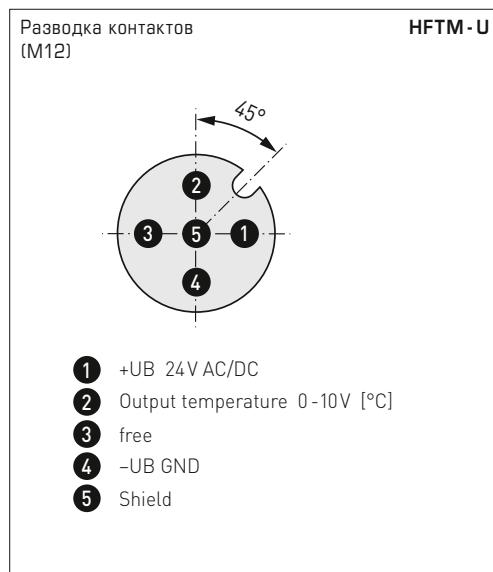 Разводка контактов
(M12)
HFTM-U
45°
2
3
5
1
4
1 +UB 24V AC/DC
2 Output temperature 0-10V [°C]
3 free
4 –UB GND
5 Shield